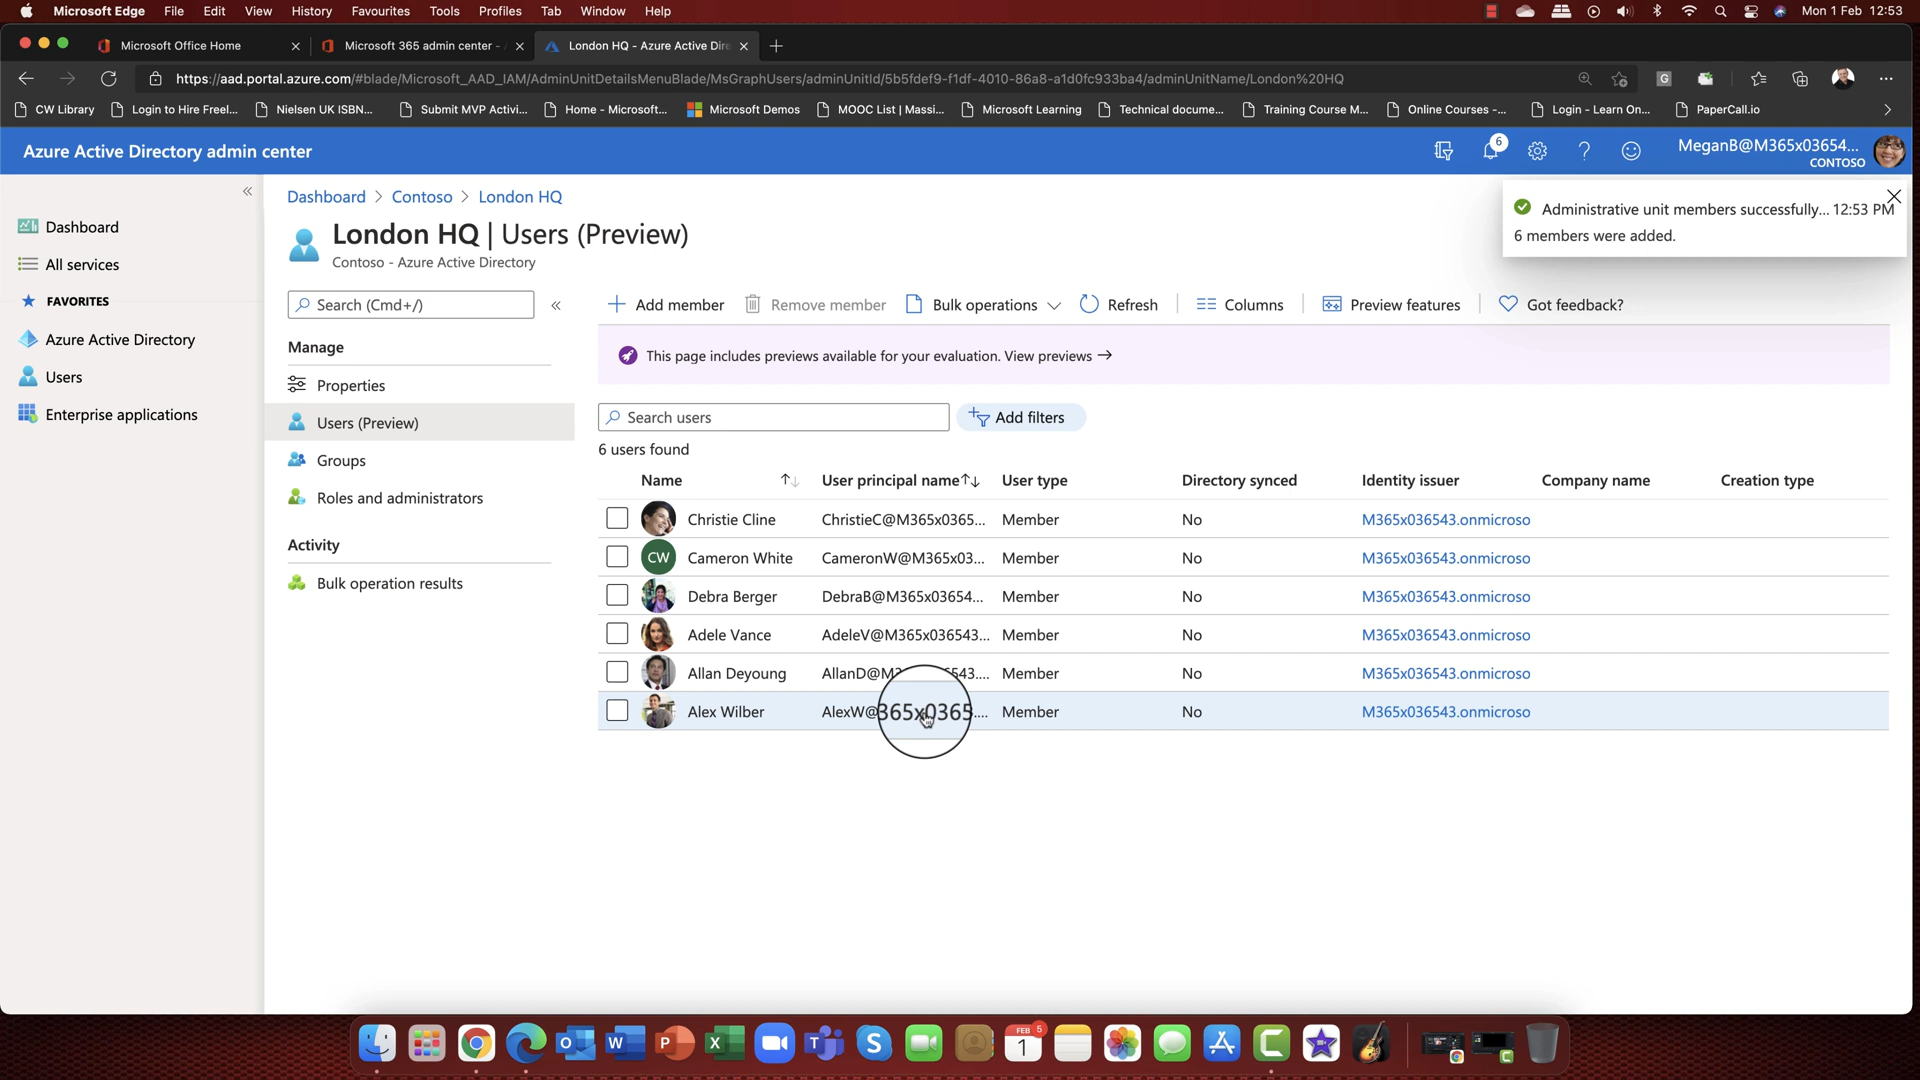 Microsoft Edge File Edit View History Favourites Tools Profiles Tab Window Help Mon 1 Feb 12:53
Microsoft Office Home
Microsoft 365 admin center -
London HQ - Azure Active Dire
https://aad.portal.azure.com/#blade/Microsoft_AAD_IAM/AdminUnitDetailsMenuBlade/MsGraphUsers/adminUnitId/5b5fdef9-f1df-4010-86a8-a1d0fc933ba4/adminUnitName/London%20HQ
CW Library Login to Hire Freel... Nielsen UK ISBN... Submit MVP Activi... Home - Microsoft... Microsoft Demos MOOC List | Massi... Microsoft Learning Technical docume... Training Course M... Online Courses -... Login - Learn On... PaperCall.io
Azure Active Directory admin center
6
MeganB@M365x03654...
CONTOSO
Dashboard
All services
FAVORITES
Azure Active Directory
Users
Enterprise applications
Dashboard > Contoso > London HQ
London HQ | Users (Preview)
Contoso - Azure Active Directory
Administrative unit members successfully... 12:53 PM
6 members were added.
Search (Cmd+/)
Manage
Properties
Users (Preview)
Groups
Roles and administrators
Activity
Bulk operation results
Add member Remove member Bulk operations Refresh Columns Preview features Got feedback?
This page includes previews available for your evaluation. View previews →
Search users
Add filters
6 users found
Name User principal name User type Directory synced Identity issuer Company name Creation type
Christie Cline ChristieC@M365x0365... Member No M365x036543.onmicroso
CW Cameron White CameronW@M365x03... Member No M365x036543.onmicroso
Debra Berger DebraB@M365x03654... Member No M365x036543.onmicroso
Adele Vance AdeleV@M365x036543... Member No M365x036543.onmicroso
Allan Deyoung AllanD@M3 543.... Member No M365x036543.onmicroso
Alex Wilber AlexW@365x0365.... Member No M365x036543.onmicroso
FEB 5
1